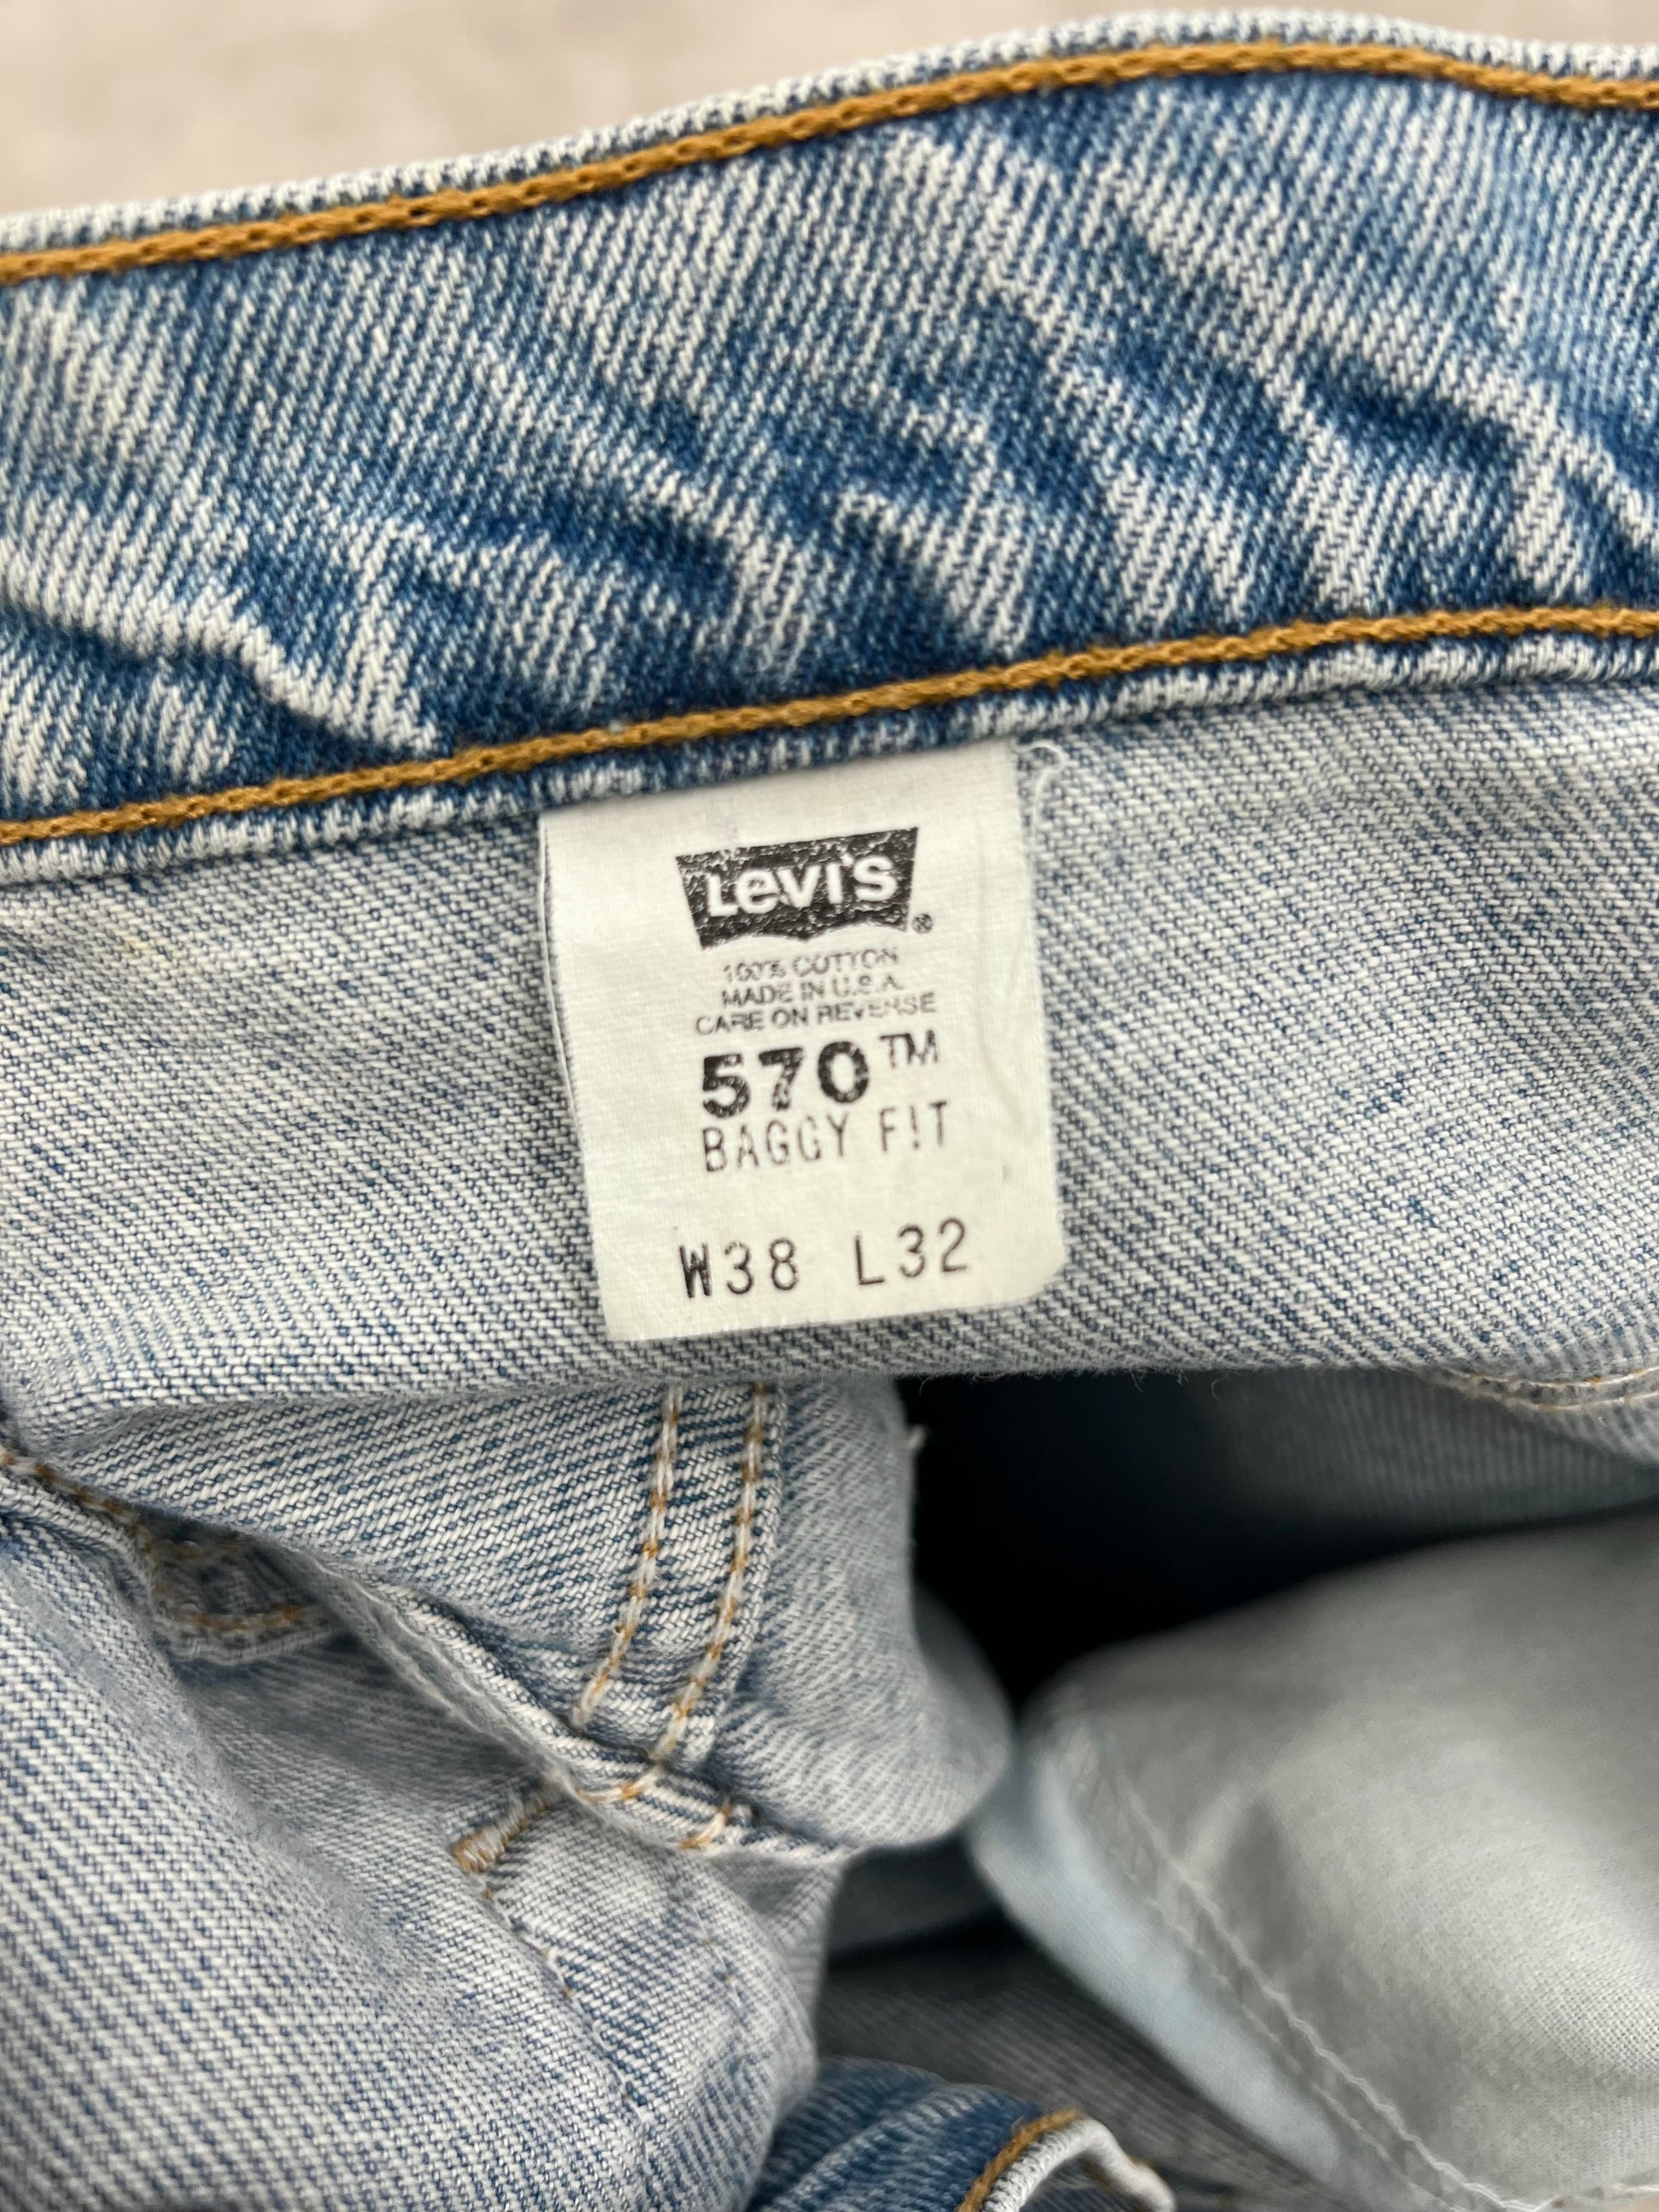 Levi's®
100% COTTON
MADE IN U.S.A.
CARE ON REVERSE
570™
BAGGY FIT
W38 L32